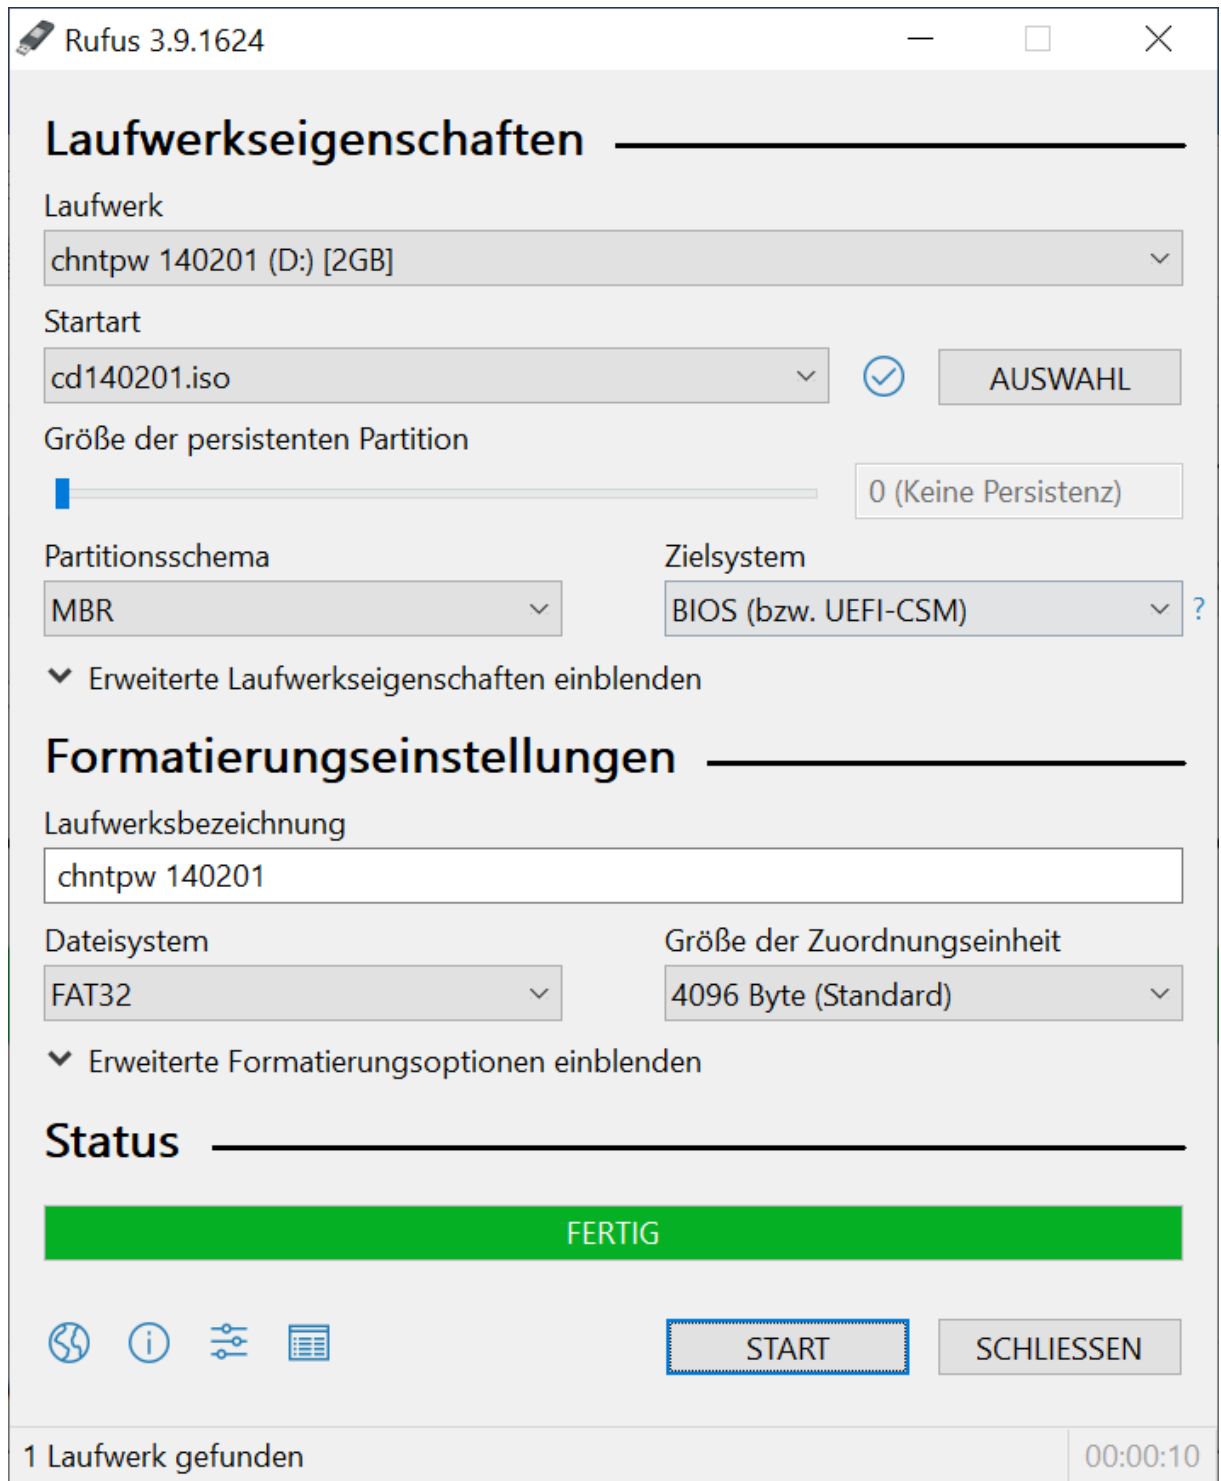 Rufus 3.9.1624
Laufwerkseigenschaften
Laufwerk
chntpw 140201 (D:) [2GB]
Startart
cd140201.iso
AUSWAHL
Größe der persistenten Partition
0 (Keine Persistenz)
Partitionsschema
Zielsystem
MBR
BIOS (bzw. UEFI-CSM)
?
Erweiterte Laufwerkseigenschaften einblenden
Formatierungseinstellungen
Laufwerksbezeichnung
chntpw 140201
Dateisystem
Größe der Zuordnungseinheit
FAT32
4096 Byte (Standard)
Erweiterte Formatierungsoptionen einblenden
Status
FERTIG
START
SCHLIESSEN
1 Laufwerk gefunden
00:00:10